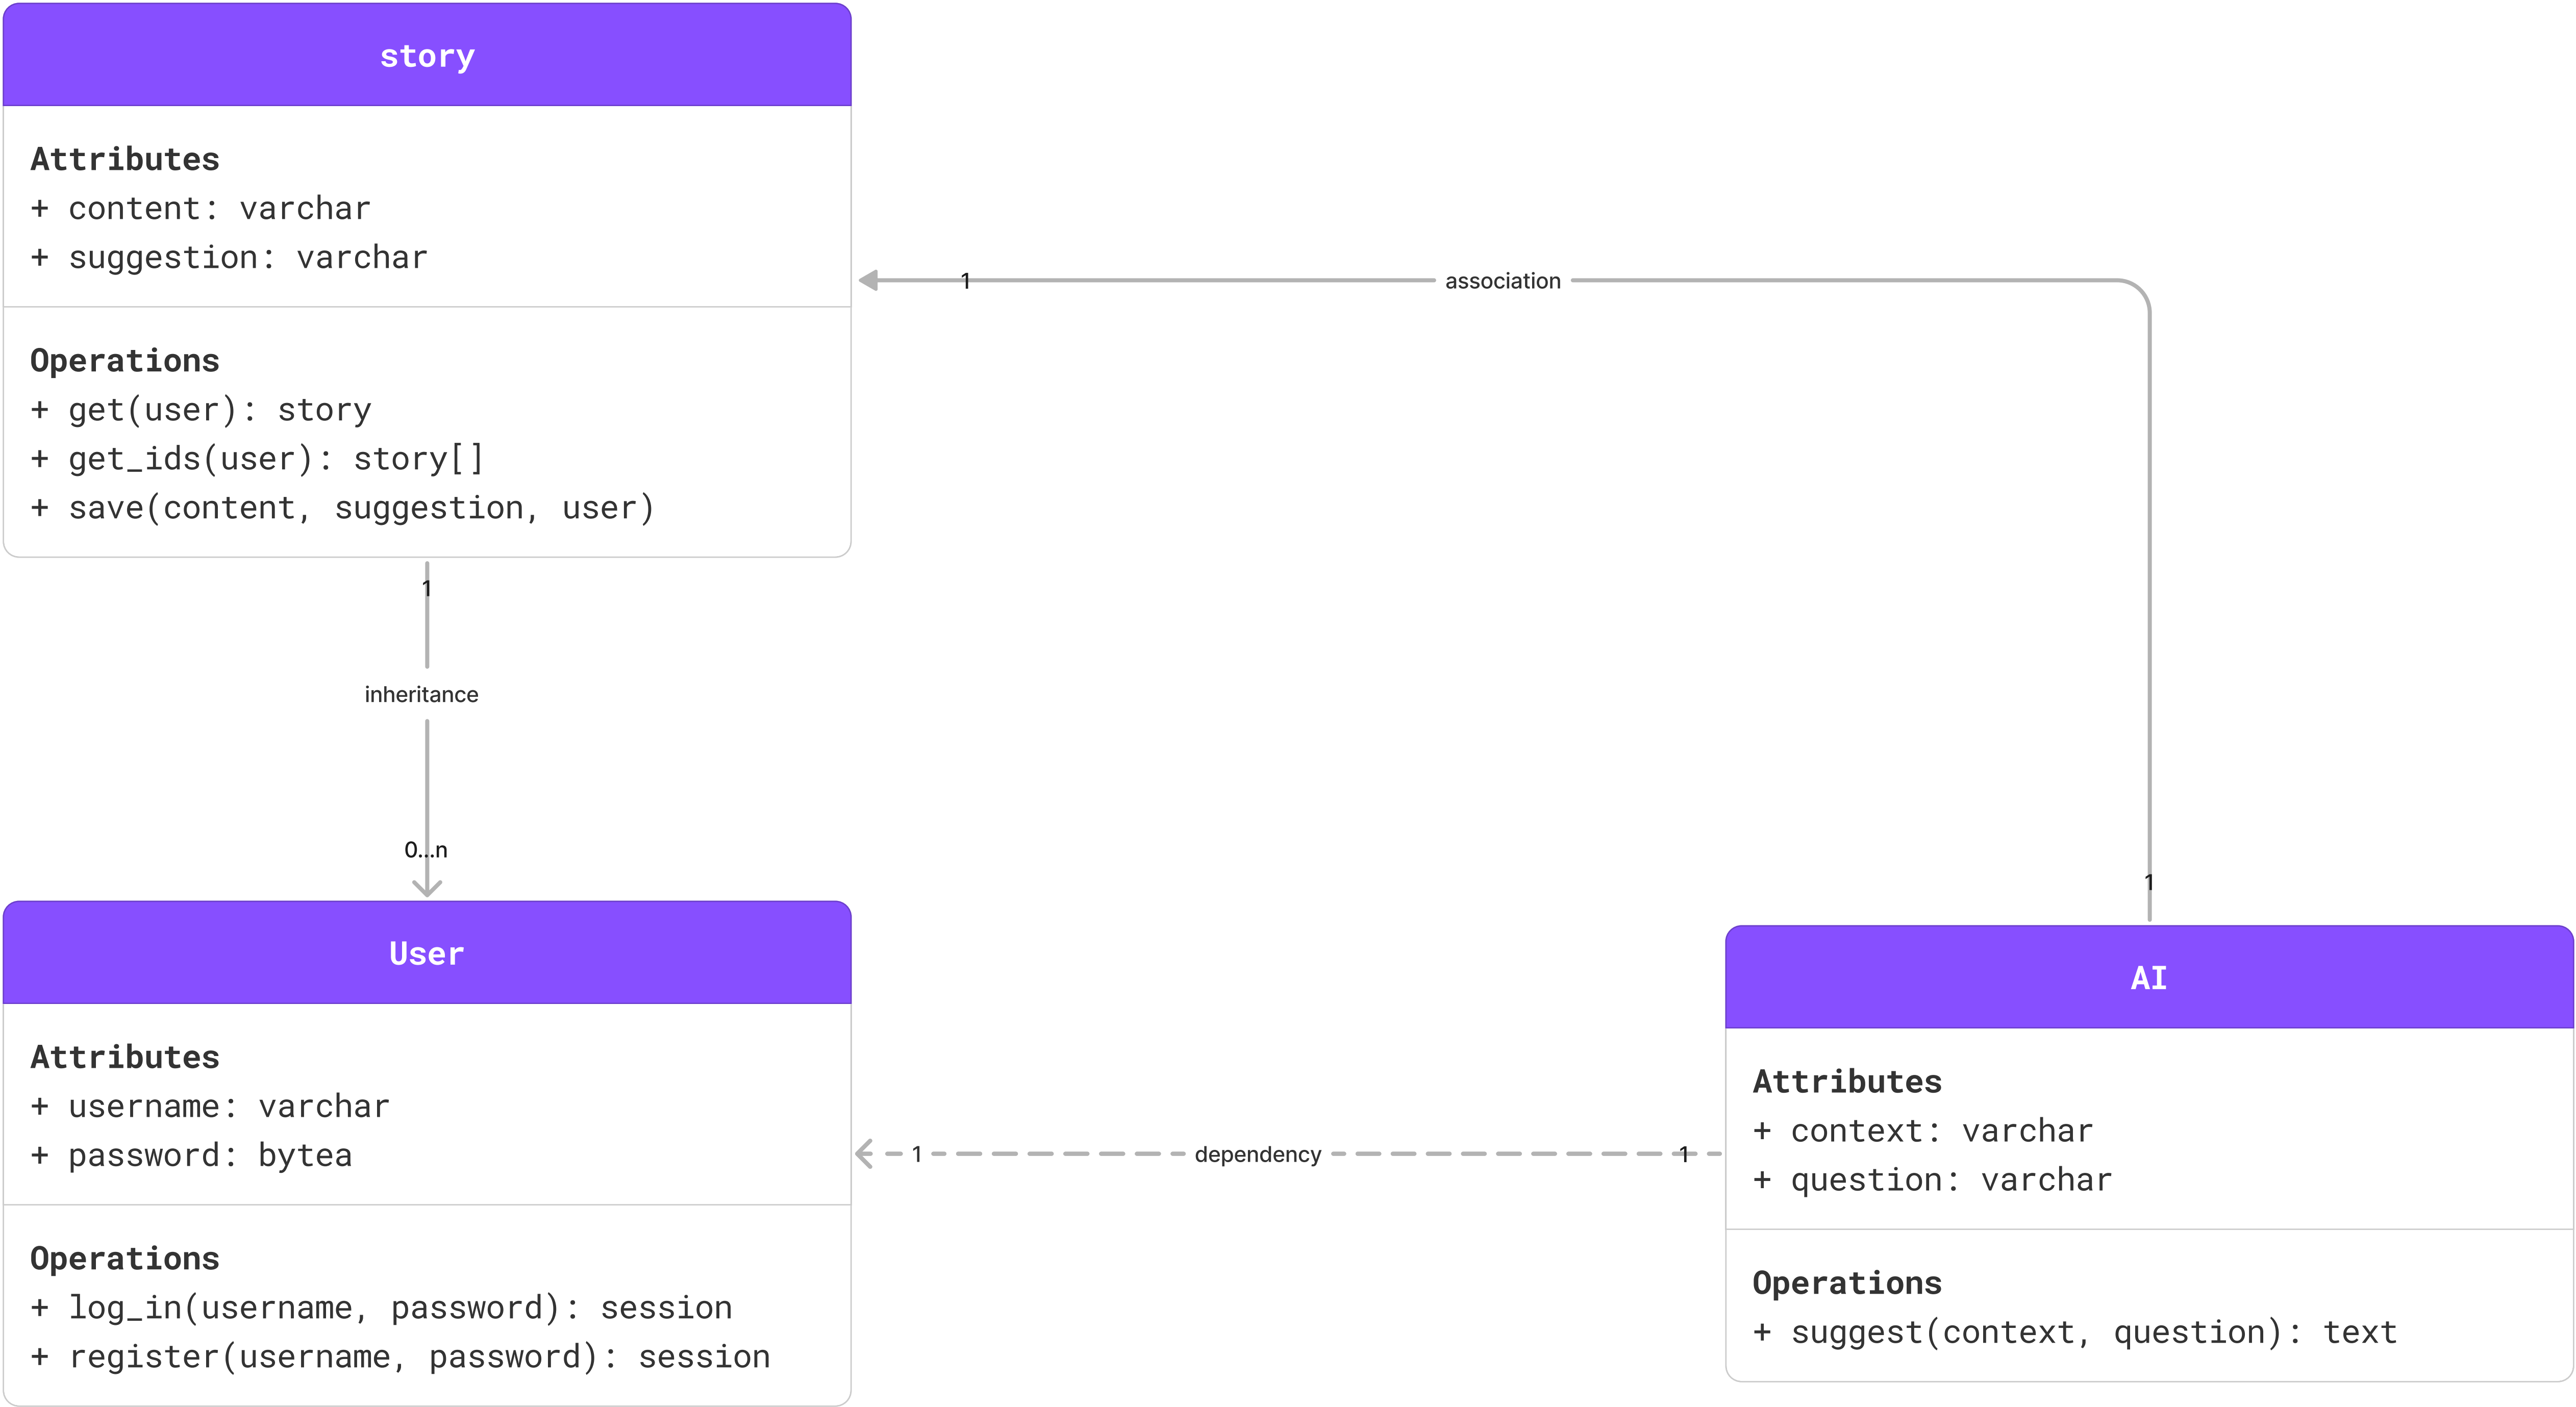 story
Attributes
+ content: varchar
+ suggestion: varchar
Operations
+ get(user): story
+ get_ids(user): story[]
+ save(content, suggestion, user)
1
association
1
1
inheritance
0...n
User
Attributes
+ username: varchar
+ password: bytea
Operations
+ log_in(username, password): session
+ register(username, password): session
1
dependency
1
AI
Attributes
+ context: varchar
+ question: varchar
Operations
+ suggest(context, question): text